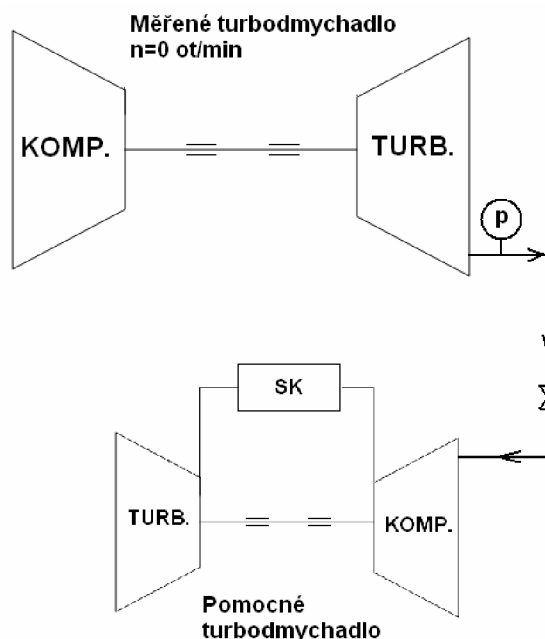 Měřené turbodmychadlo
n=0 ot/min
KOMP.
TURB.
p
SK
TURB.
KOMP.
Pomocné
turbodmychadlo